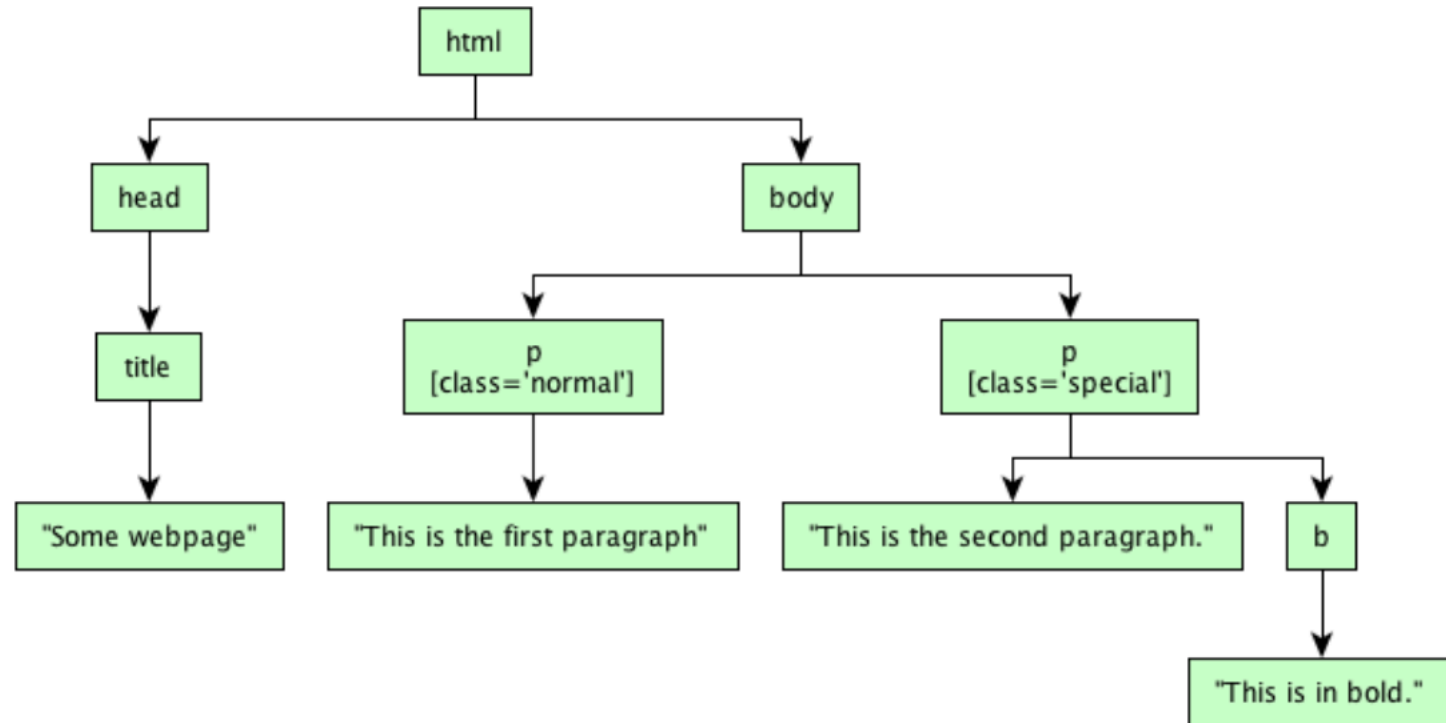 html
head
body
title
p
[class='normal']
p
[class='special']
"Some webpage"
"This is the first paragraph"
"This is the second paragraph."
b
"This is in bold."